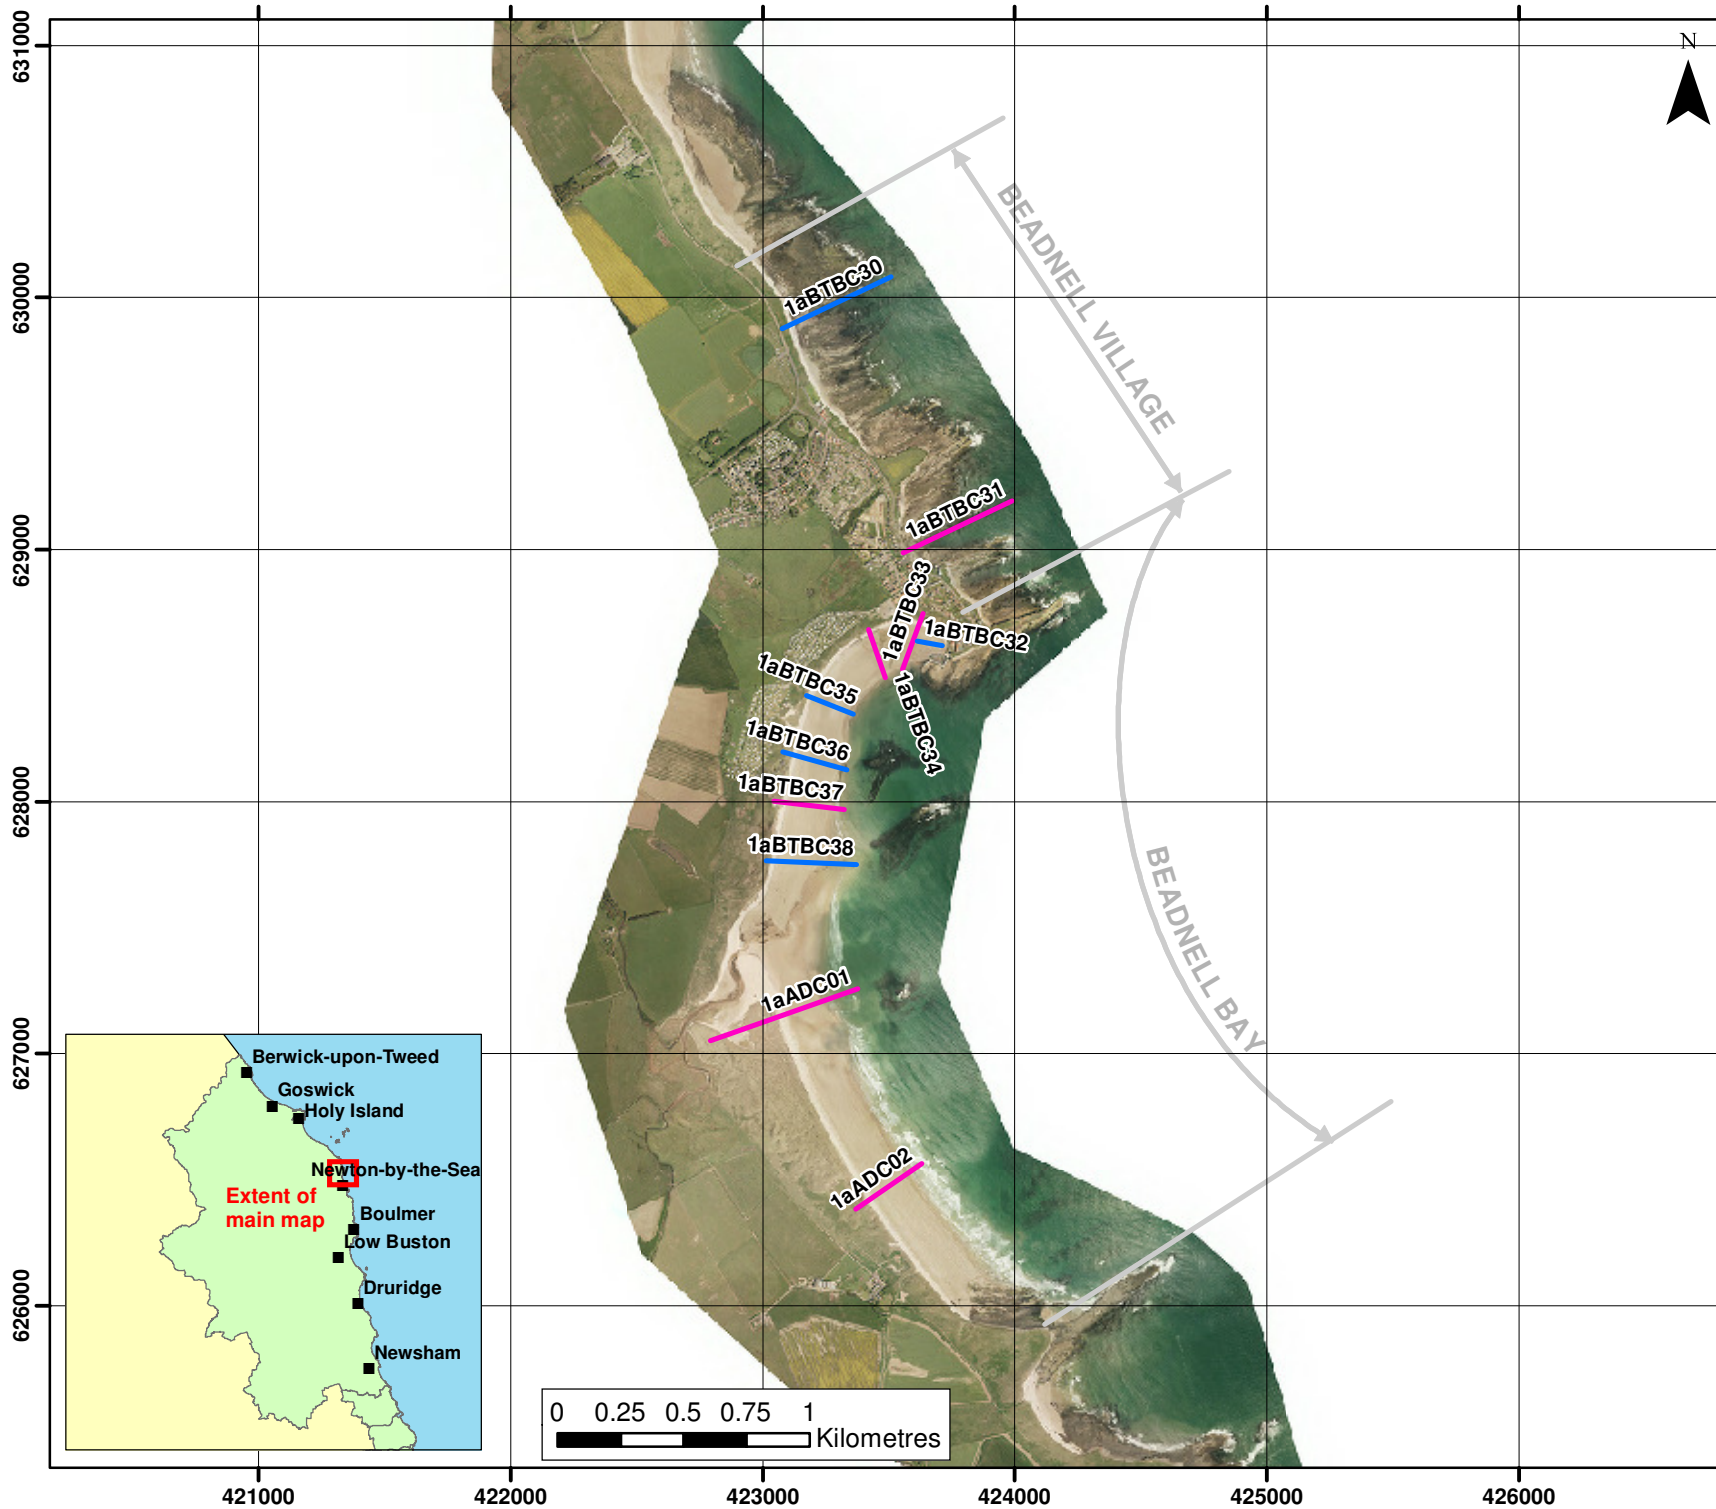 N
631000
630000
629000
628000
627000
626000
BEADNELL VILLAGE
1aBTBC30
1aBTBC31
1aBTBC33
1aBTBC32
1aBTBC34
1aBTBC35
1aBTBC36
1aBTBC37
1aBTBC38
BEADNELL BAY
1aADC01
1aADC02
Berwick-upon-Tweed
Goswick
Holy Island
Newton-by-the-Sea
Extent of
main map
Boulmer
Low Buston
Druridge
Newsham
0 0.25 0.5 0.75 1
Kilometres
421000 422000 423000 424000 425000 426000